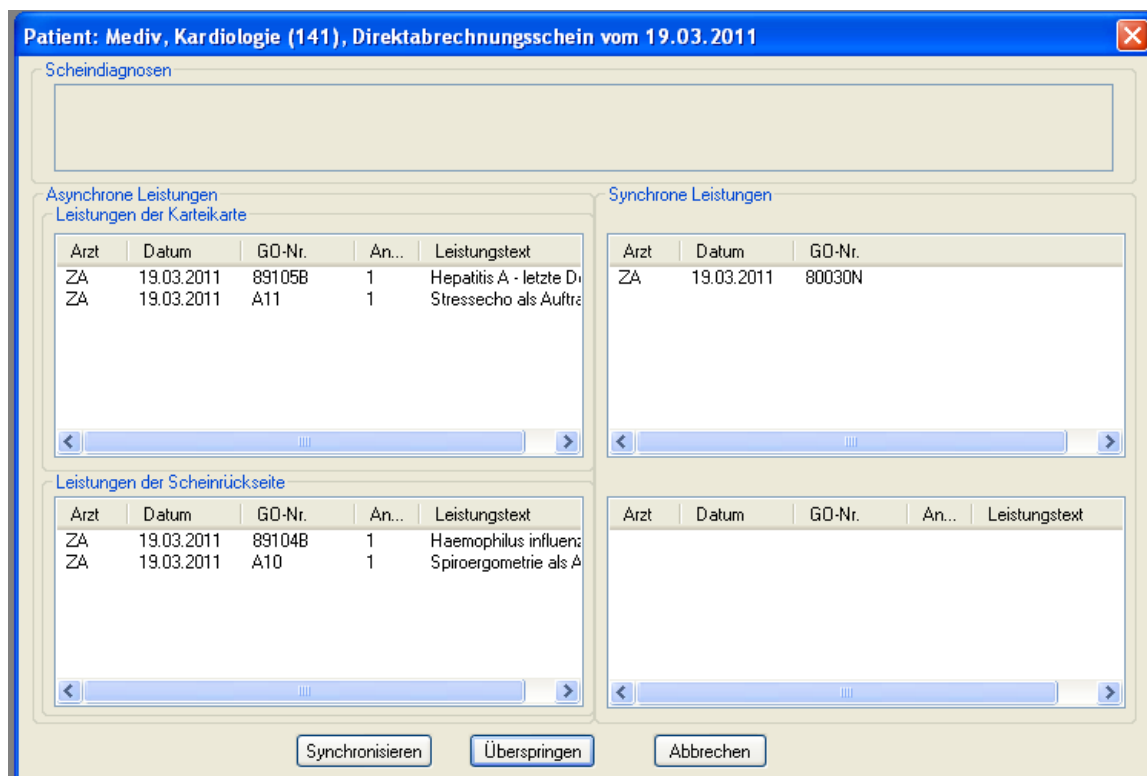 Patient: Mediv, Kardiologie (141), Direktabrechnungsschein vom 19.03.2011
Scheindiagnosen
Asynchrone Leistungen
Leistungen der Karteikarte
Arzt Datum GO-Nr. An... Leistungstext
ZA 19.03.2011 89105B 1 Hepatitis A - letzte
ZA 19.03.2011 A11 1 Stressecho als Auftra
Synchrone Leistungen
Arzt Datum GO-Nr.
ZA 19.03.2011 80030N
Leistungen der Scheinrückseite
Arzt Datum GO-Nr. An... Leistungstext
ZA 19.03.2011 89104B 1 Haemophilus influenz
ZA 19.03.2011 A10 1 Spiroergometrie als A
Arzt Datum GO-Nr. An... Leistungstext
Synchronisieren Überspringen Abbrechen